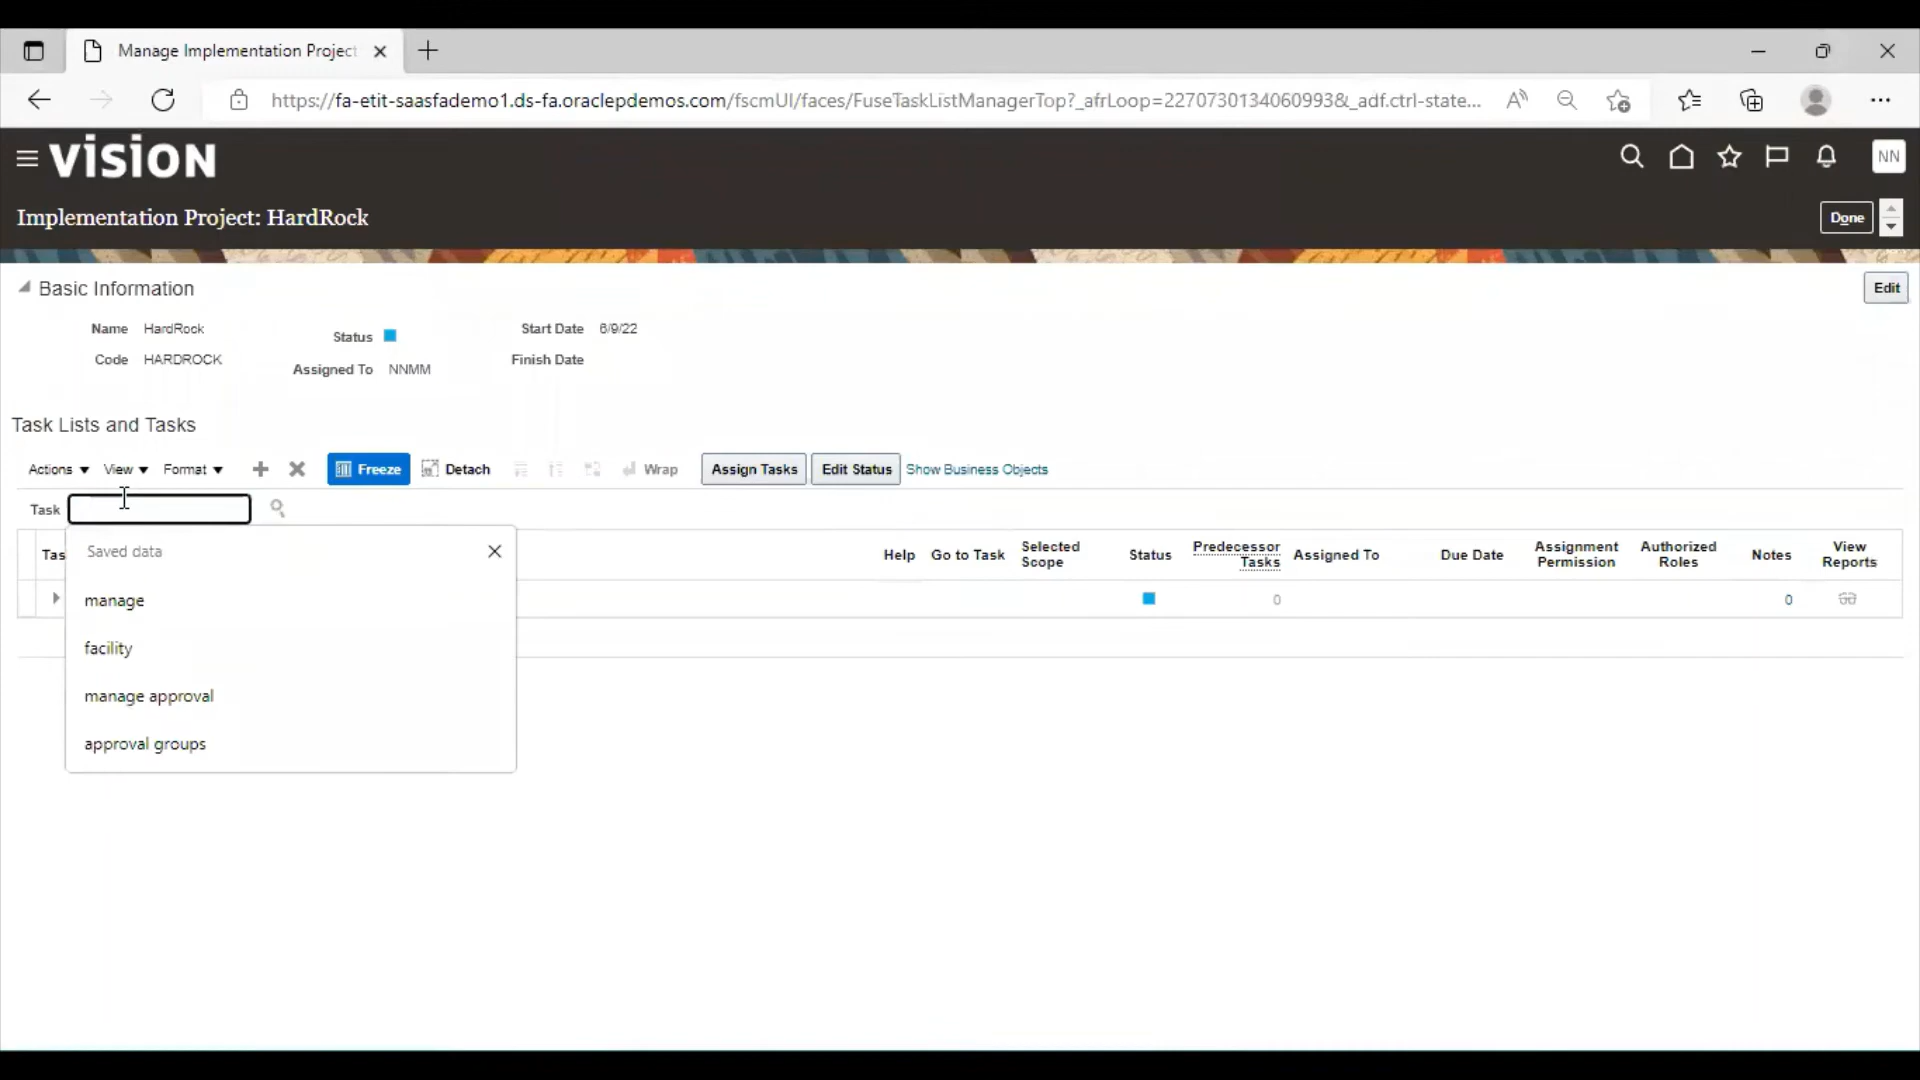 Manage Implementation Project
https://fa-etit-saasfademo1.ds-fa.oraclepdemos.com/fscmUI/faces/FuseTaskListManagerTop?_afrLoop=2270730134060993&_adf.ctrl-state...
VISION
NN
Implementation Project: HardRock
Done
Basic Information
Edit
Name HardRock
Status
Start Date 6/9/22
Code HARDROCK
Assigned To NNMM
Finish Date
Task Lists and Tasks
Actions View Format Freeze Detach Wrap Assign Tasks Edit Status Show Business Objects
Task
Saved data
manage
facility
manage approval
approval groups
Tas Help Go to Task Selected Scope Status Predecessor Tasks Assigned To Due Date Assignment Permission Authorized Roles Notes View Reports
0 0